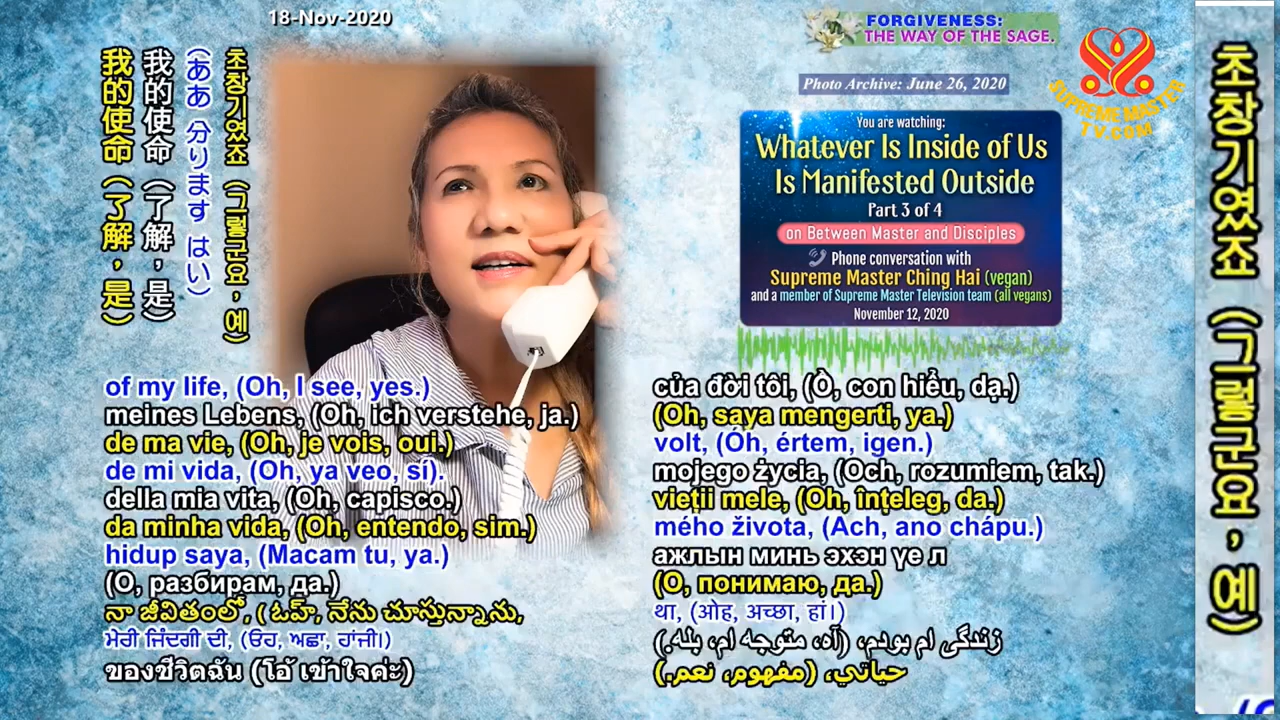 18-Nov-2020
FORGIVENESS:
THE WAY OF THE SAGE.
Photo Archive: June 26, 2020
SUPREME MASTER
TV.COM
You are watching:
Whatever Is Inside of Us
Is Manifested Outside
Part 3 of 4
on Between Master and Disciples
Phone conversation with
Supreme Master Ching Hai (vegan)
and a member of Supreme Master Television team (all vegans)
November 12, 2020
초창기였죠 (그렇군요, 예)
(ああ 分ります はい)
我的使命 (了解,是)
我的使命 (了解,是)
of my life, (Oh, I see, yes.)
meines Lebens, (Oh, ich verstehe, ja.)
de ma vie, (Oh, je vois, oui.)
de mi vida, (Oh, ya veo, sí).
della mia vita, (Oh, capisco.)
da minha vida, (Oh, entendo, sim.)
hidup saya, (Macam tu, ya.)
(О, разбирам, да.)
నా జీవితంలో, (ఓహ్, నేను చూస్తున్నాను,
ਮੇਰੀ ਜਿੰਦਗੀ ਦੀ, (ਓਹ, ਅਛਾ, ਹਾਂਜੀ।)
ของชีวิตฉัน (โอ้ เข้าใจค่ะ)
của đời tôi, (Ồ, con hiểu, dạ.)
(Oh, saya mengerti, ya.)
volt, (Óh, értem, igen.)
mojego życia, (Och, rozumiem, tak.)
vieții mele, (Oh, înțeleg, da.)
mého života, (Ach, ano chápu.)
ажлын минь эхэн үе л
(О, понимаю, да.)
था, (ओह, अच्छा, हां।)
زندگی ام بودم، (آه، متوجه ام، بله.)
حياتي، (مفهوم، نعم.)
초창기였죠 (그렇군요, 예)